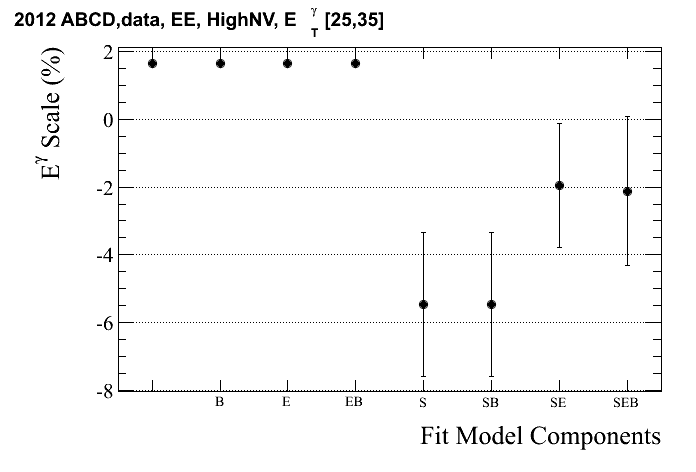 2012 ABCD,data, EE, HighNV, E γ T [25,35]
E γ Scale (%)
2
0
-2
-4
-6
-8
B E EB S SB SE SEB
Fit Model Components